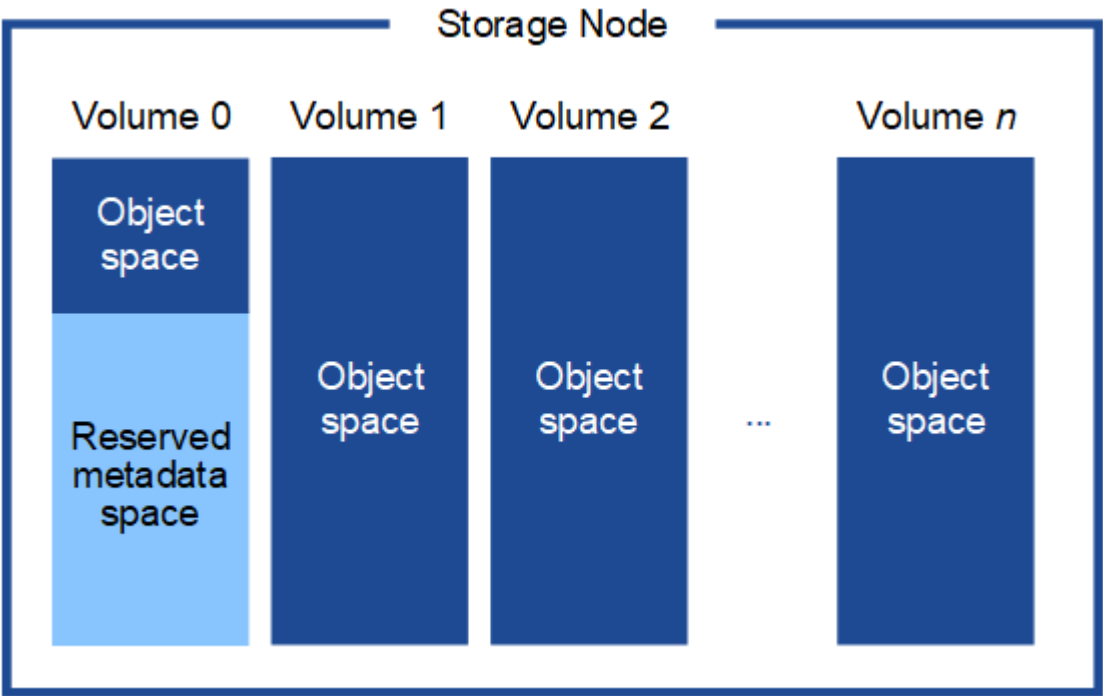 Storage Node
Volume 0
Volume 1
Volume 2
Volume n
Object
space
Reserved
metadata
space
Object
space
Object
space
...
Object
space